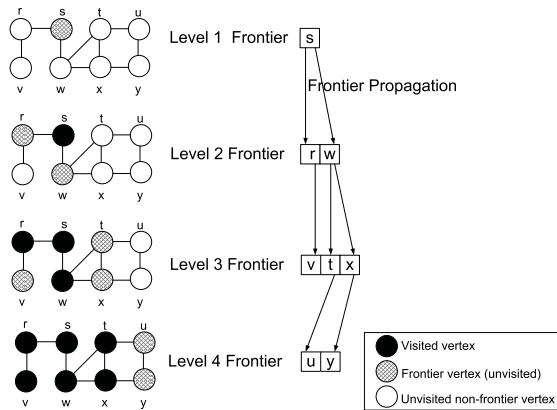 r s t u
Level 1 Frontier
s
v w x y
Frontier Propagation
r s t u
Level 2 Frontier
r w
v w x y
r s t u
Level 3 Frontier
v t x
v w x y
r s t u
Level 4 Frontier
u y
v w x y
Visited vertex
Frontier vertex (unvisited)
Unvisited non-frontier vertex